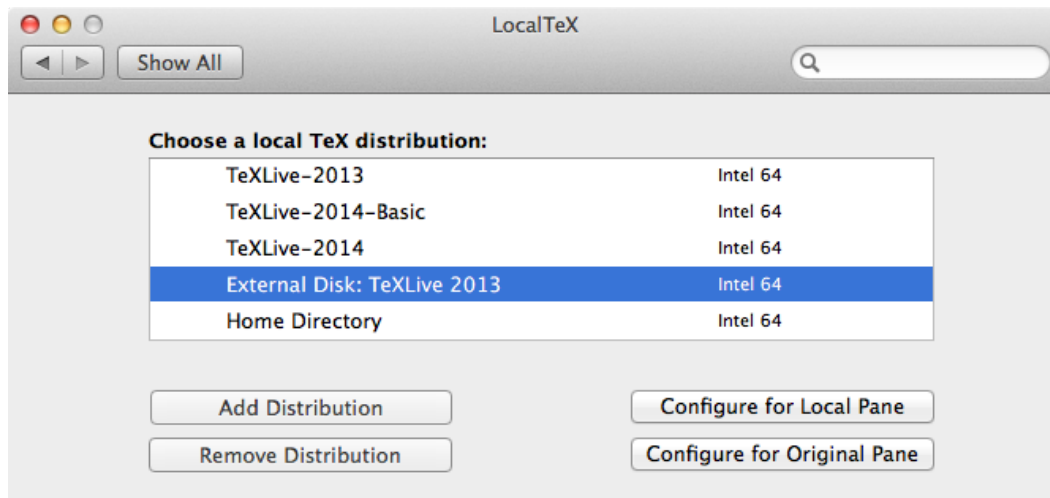 LocalTeX
Show All
Choose a local TeX distribution:
TeXLive-2013 Intel 64
TeXLive-2014-Basic Intel 64
TeXLive-2014 Intel 64
External Disk: TeXLive 2013 Intel 64
Home Directory Intel 64
Add Distribution Configure for Local Pane
Remove Distribution Configure for Original Pane